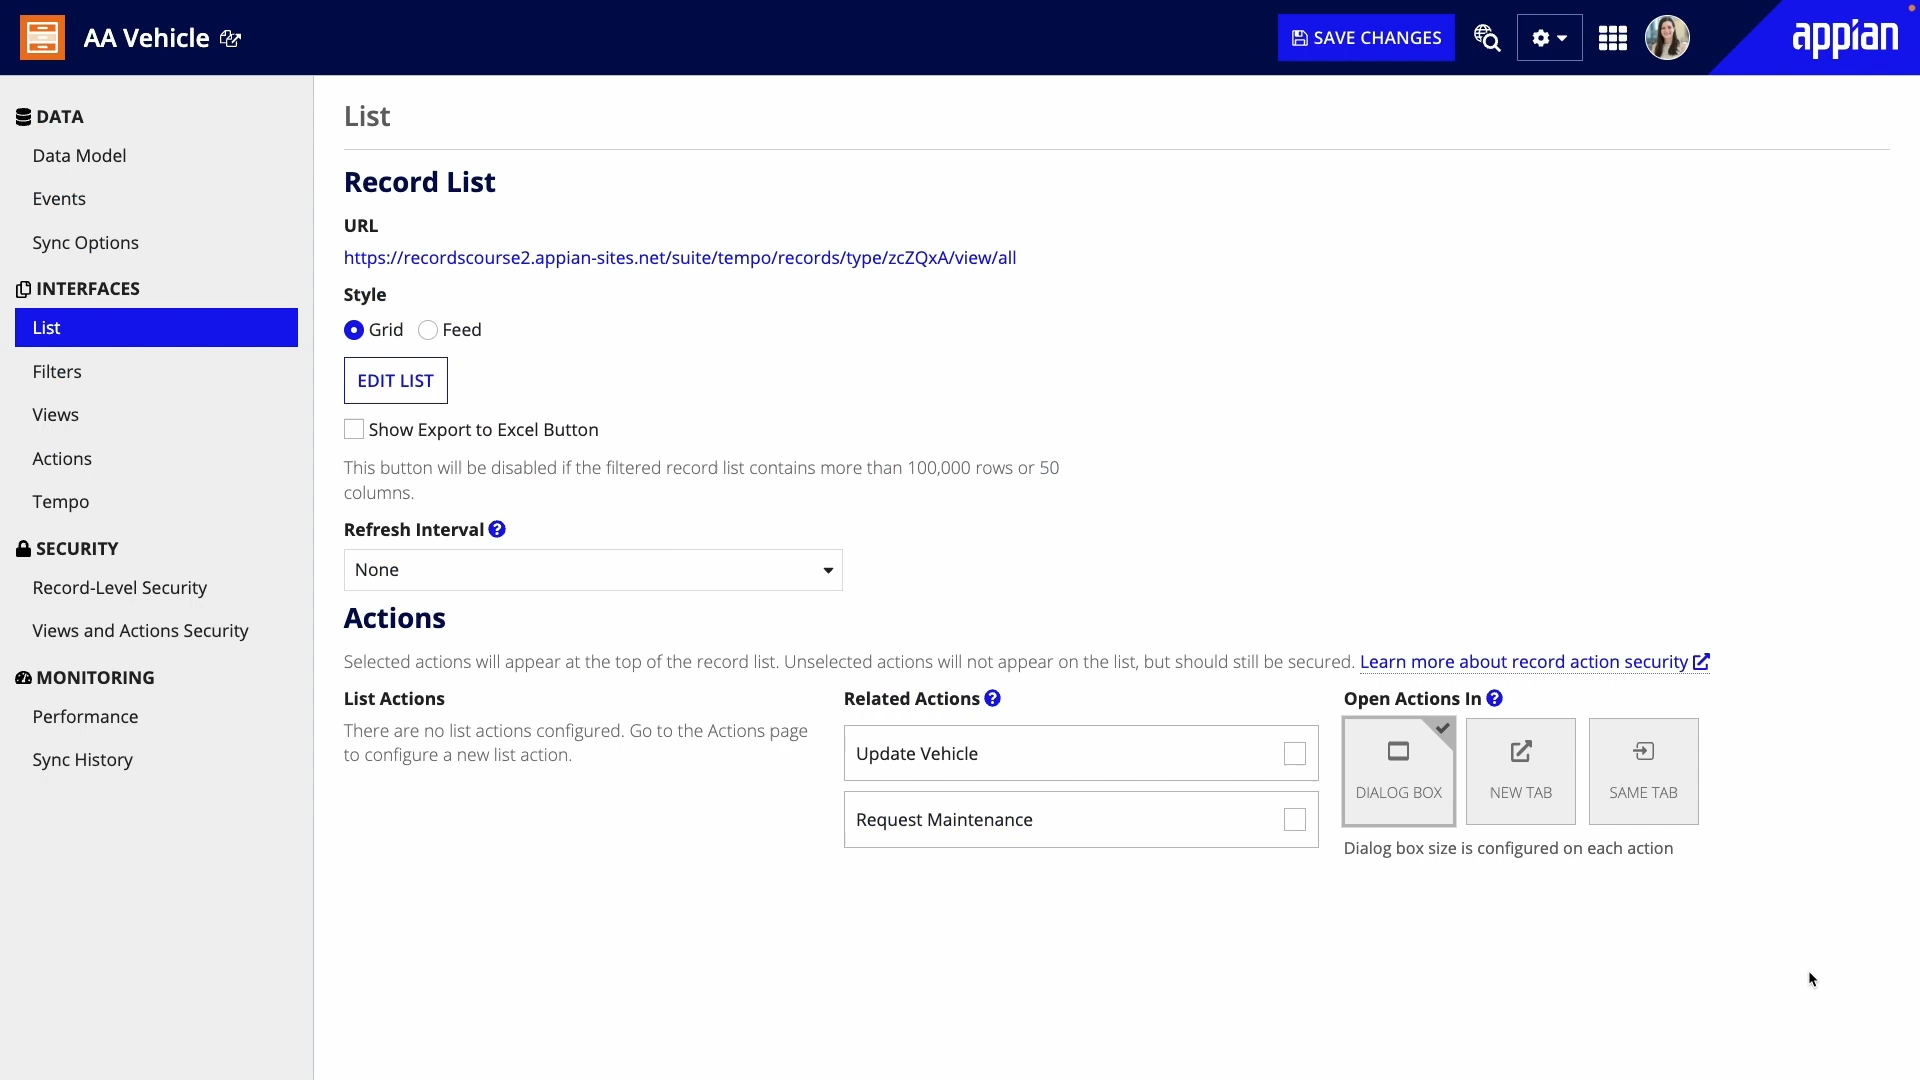 AA Vehicle
SAVE CHANGES
appian
DATA
Data Model
Events
Sync Options
INTERFACES
List
Filters
Views
Actions
Tempo
SECURITY
Record-Level Security
Views and Actions Security
MONITORING
Performance
Sync History
List
Record List
URL
https://recordscourse2.appian-sites.net/suite/tempo/records/type/zcZQxA/view/all
Style
Grid Feed
EDIT LIST
Show Export to Excel Button
This button will be disabled if the filtered record list contains more than 100,000 rows or 50
columns.
Refresh Interval
None
Actions
Selected actions will appear at the top of the record list. Unselected actions will not appear on the list, but should still be secured. Learn more about record action security
List Actions
There are no list actions configured. Go to the Actions page
to configure a new list action.
Related Actions
Update Vehicle
Request Maintenance
Open Actions In
DIALOG BOX NEW TAB SAME TAB
Dialog box size is configured on each action